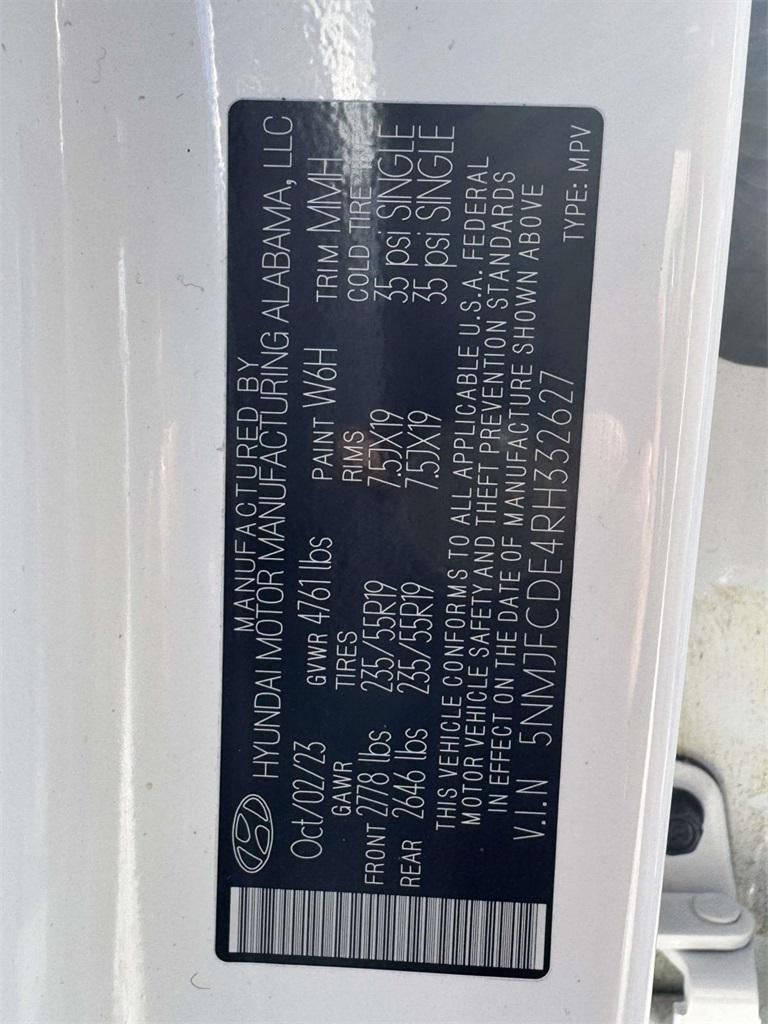 MANUFACTURED BY
HYUNDAI MOTOR MANUFACTURING ALABAMA, LLC
Oct/02/23 GVWR 4761 lbs PAINT W6H TRIM MMH
GAWR TIRES RIMS COLD TIRE
FRONT 2778 lbs. 235/55R19 7.5JX19 35 psi SINGLE
REAR 2646 lbs 235/55R19 7.5JX19 35 psi SINGLE
THIS VEHICLE CONFORMS TO ALL APPLICABLE U.S.A. FEDERAL
MOTOR VEHICLE SAFETY AND THEFT PREVENTION STANDARDS
IN EFFECT ON THE DATE OF MANUFACTURE SHOWN ABOVE
V.I.N 5NMJFCDE4RH332627 TYPE: MPV